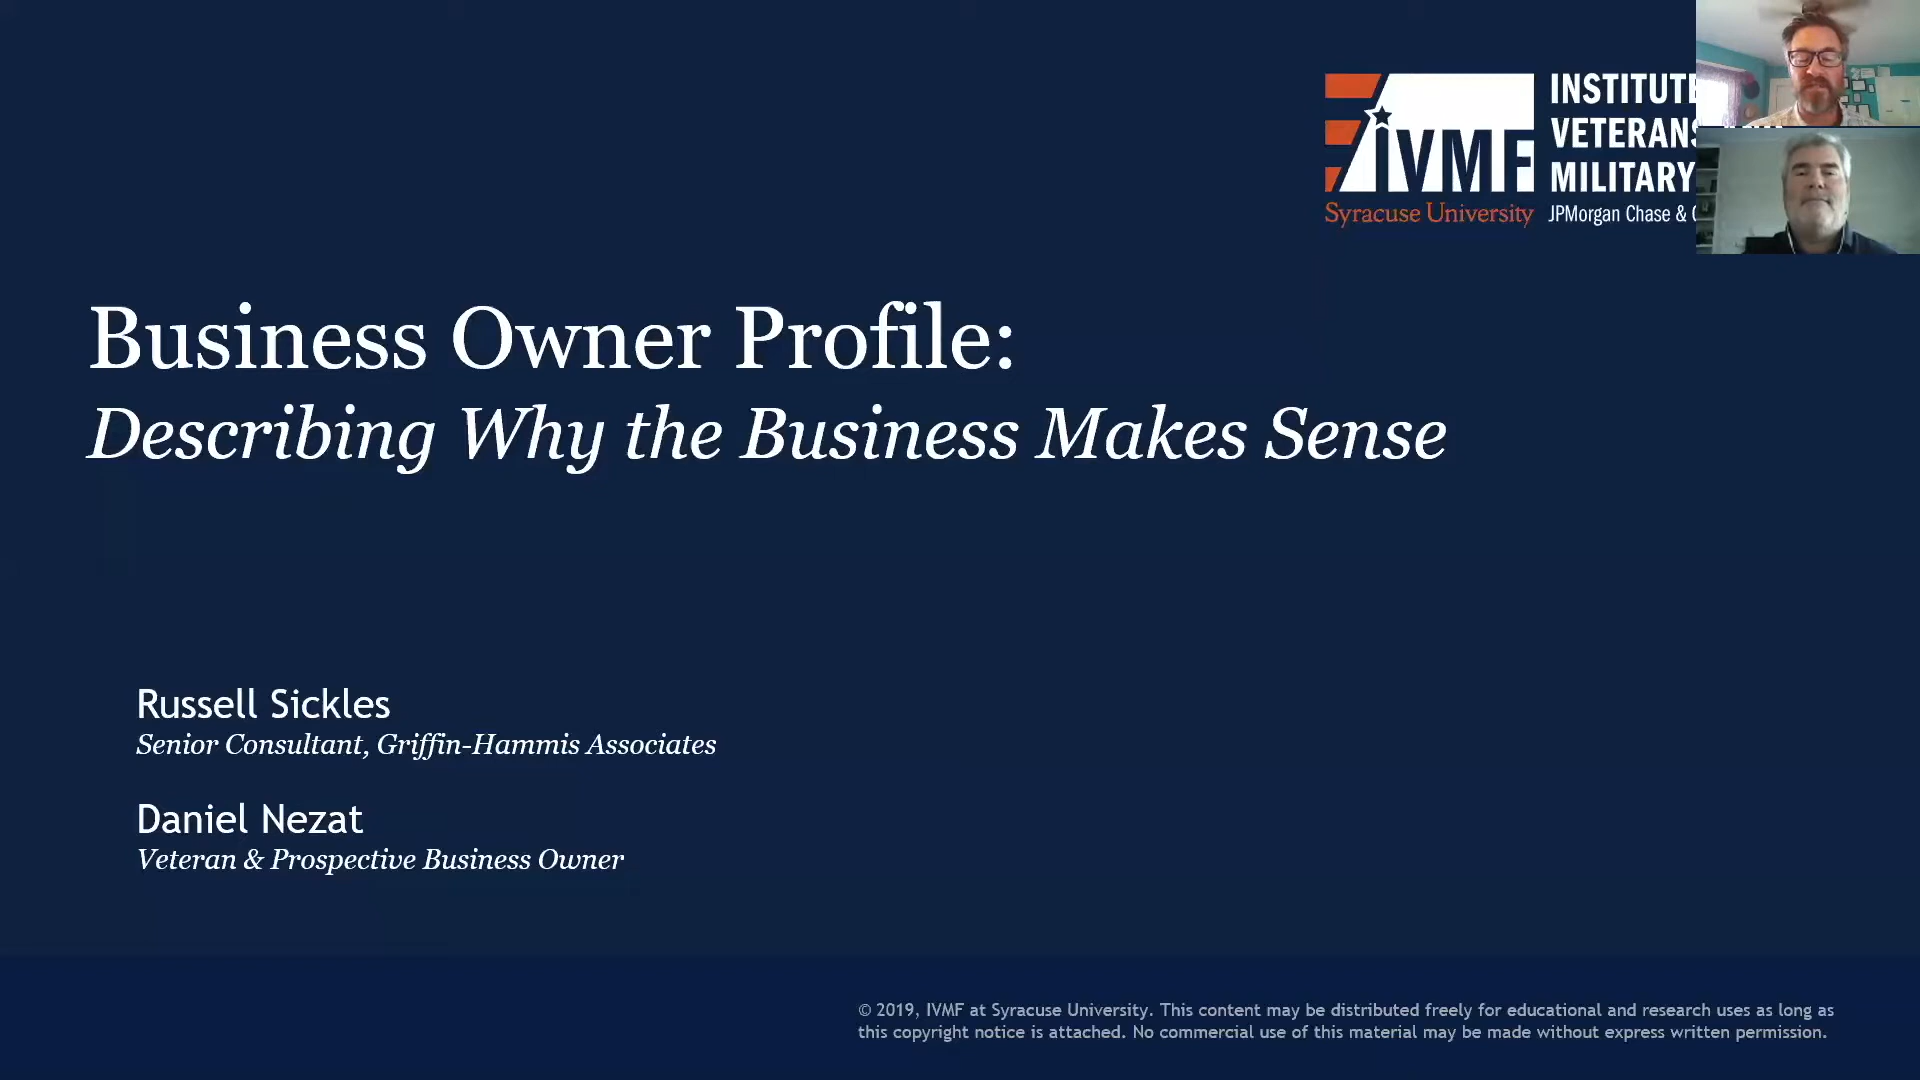 IVMF
Syracuse University
INSTITUTE
VETERANS
MILITARY
JPMorgan Chase &
Business Owner Profile:
Describing Why the Business Makes Sense
Russell Sickles
Senior Consultant, Griffin-Hammis Associates
Daniel Nezat
Veteran & Prospective Business Owner
© 2019, IVMF at Syracuse University. This content may be distributed freely for educational and research uses as long as
this copyright notice is attached. No commercial use of this material may be made without express written permission.